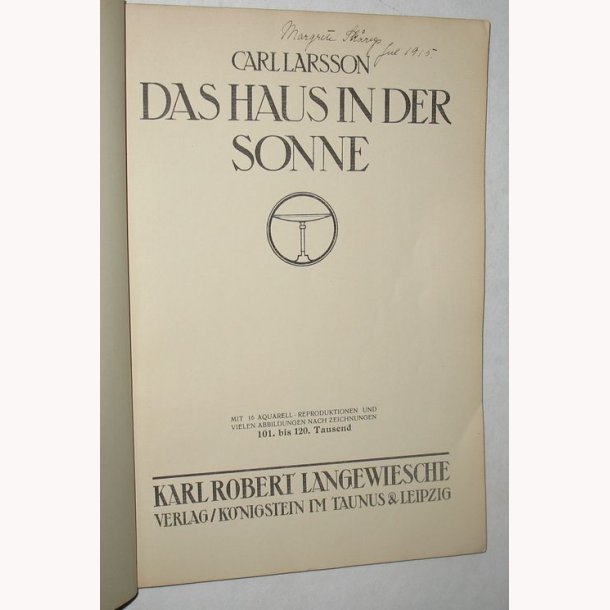 Margrete
Jul 1915.
CARL LARSSON
DAS HAUS IN DER
SONNE
MIT 16 AQUARELL-REPRODUKTIONEN UND
VIELEN ABBILDUNGEN NACH ZEICHNUNGEN
101. bis 120. Tausend
KARL ROBERT LANGEWIESCHE
VERLAG/KÖNIGSTEIN IM TAUNUS & LEIPZIG